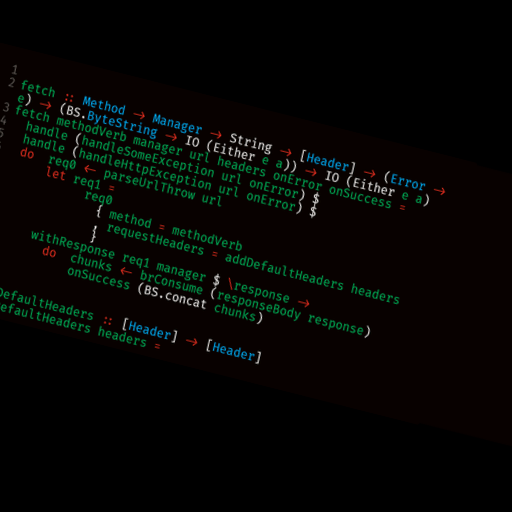 1
2 fetch :: Method → Manager → String → [Header] → (Error →
e) → (BS.ByteString → IO (Either e a)) → IO (Either e a)
3 fetch methodVerb manager url headers onError onSuccess =
4 handle (handleSomeException url onError) $
5 handle (handleHttpException url onError) $
do req0 ← parseUrlThrow url
let req1 =
req0
{ method = methodVerb
, requestHeaders = addDefaultHeaders headers
}
withResponse req1 manager $ \response →
do chunks ← brConsume (responseBody response)
onSuccess (BS.concat chunks)
DefaultHeaders :: [Header] → [Header]
DefaultHeaders headers =